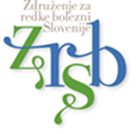 Združenje za
redke bolezni
Slovenije
zrsb